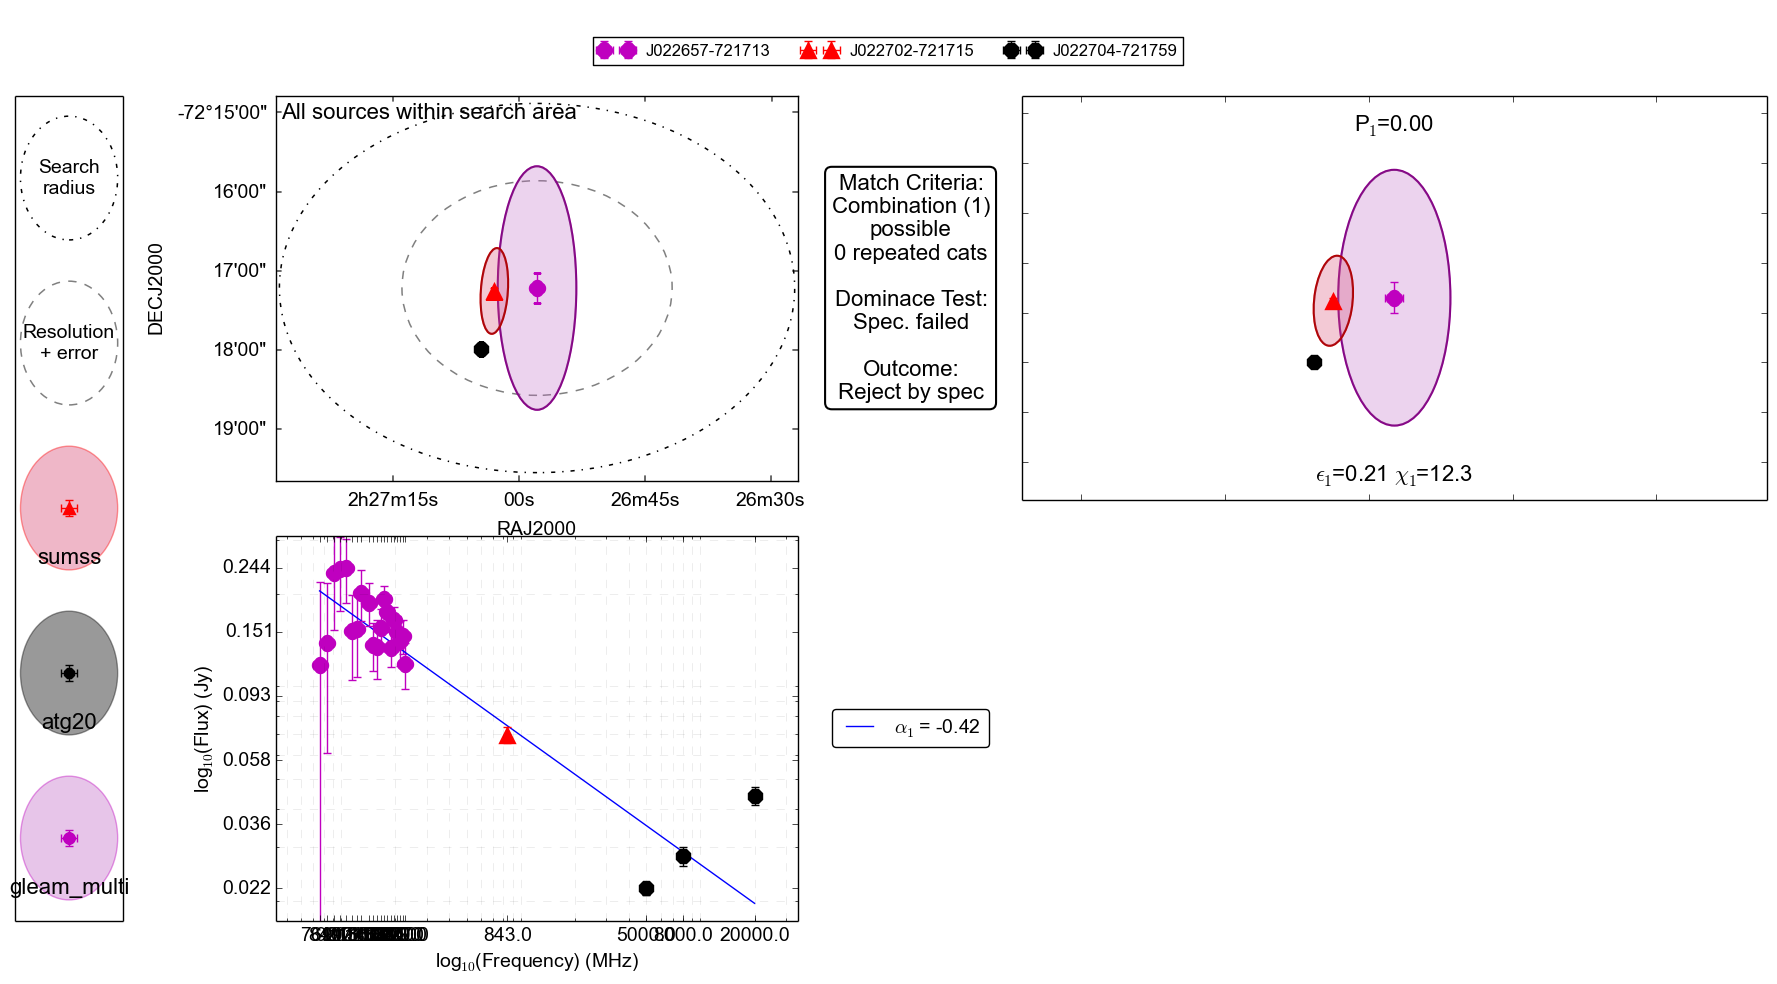 J022657-721713 J022702-721715 J022704-721759
Search
radius
Resolution
+ error
sumss
atg20
gleam_multi
All sources within search area
DECJ2000
-72°15'00"
16'00"
17'00"
18'00"
19'00"
2h27m15s 00s 26m45s 26m30s
RAJ2000
Match Criteria:
Combination (1)
possible
0 repeated cats
Dominace Test:
Spec. failed
Outcome:
Reject by spec
P₁=0.00
ϵ₁=0.21 χ₁=12.3
log₁₀(Flux) (Jy)
0.244
0.151
0.093
0.058
0.036
0.022
843.0 5000.0 8000.0 20000.0
log₁₀(Frequency) (MHz)
α₁ = -0.42